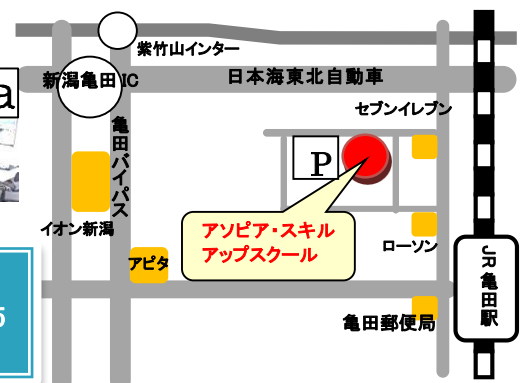 紫竹山インター
新潟亀田IC
日本海東北自動車
a
セブンイレブン
亀田バイパス
P
アソピア・スキル
アップスクール
イオン新潟
ローソン
アピタ
JR亀田駅
5
亀田郵便局